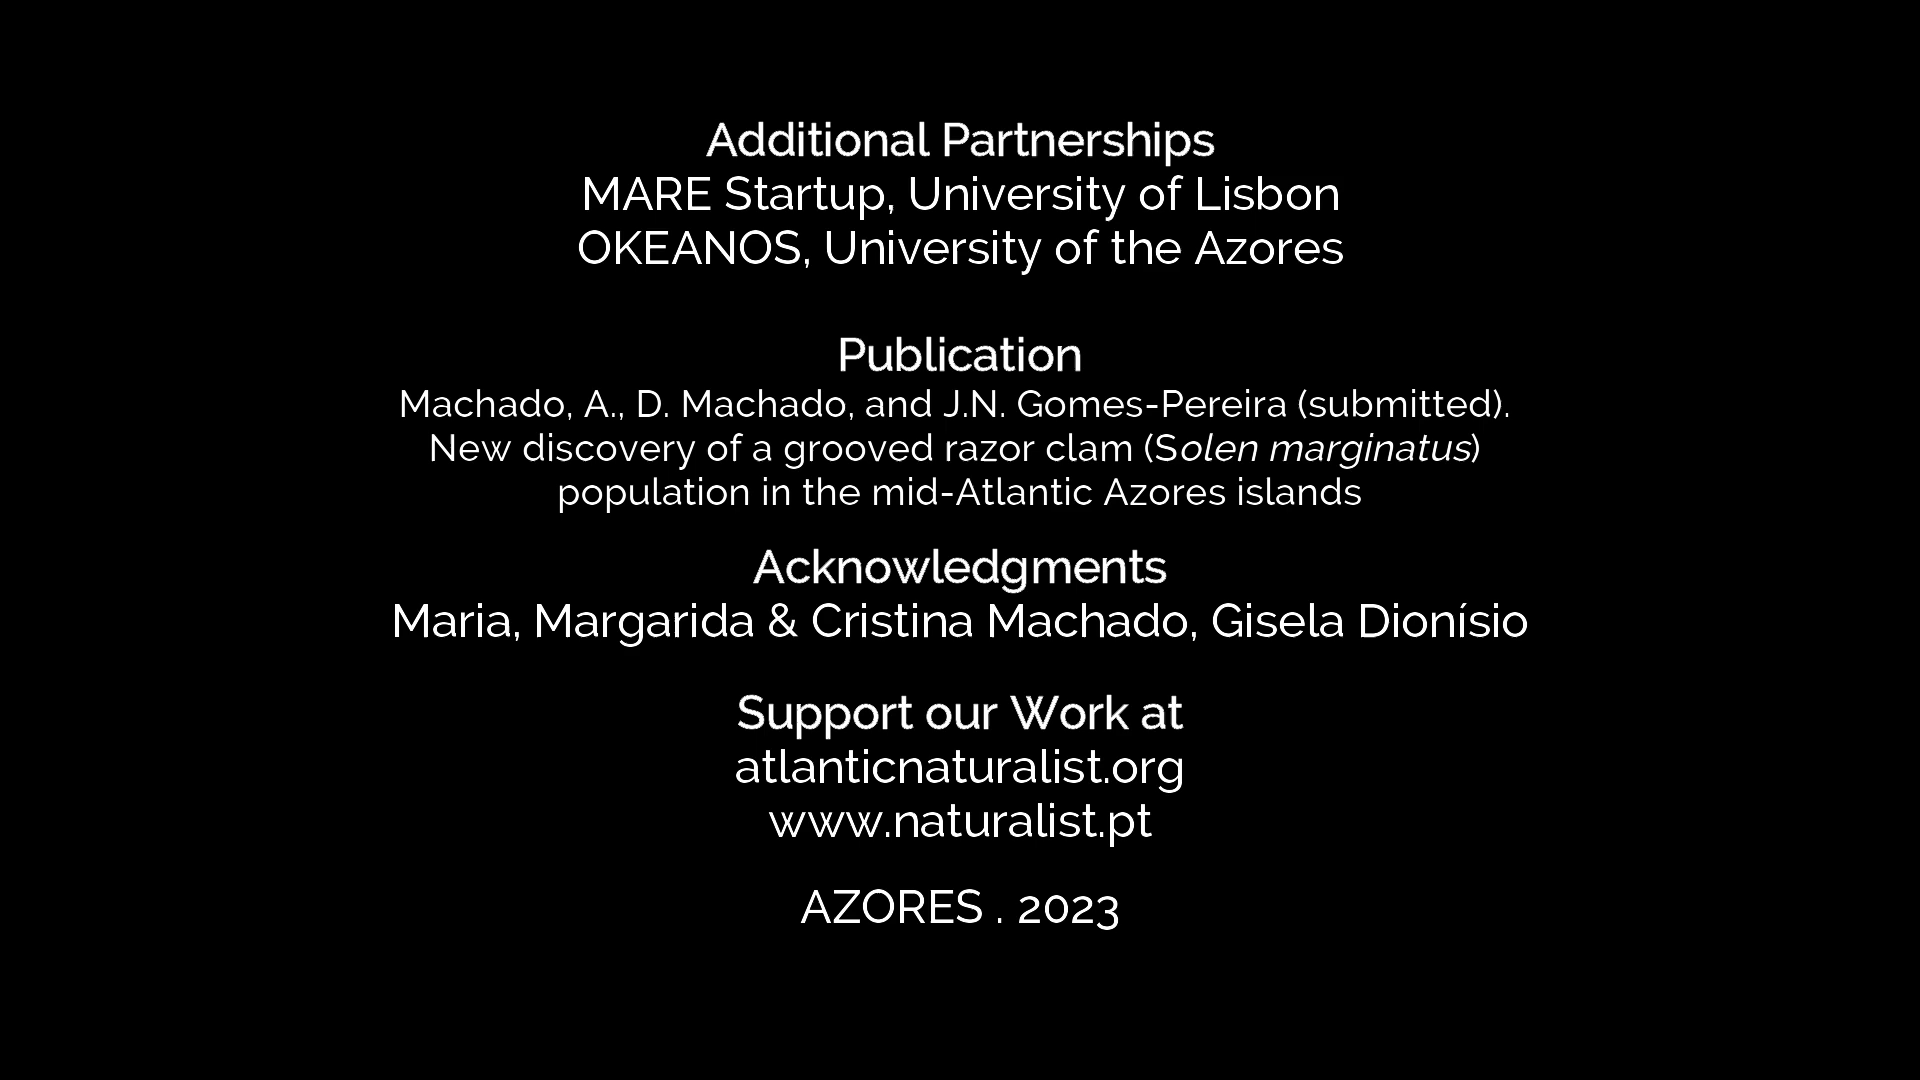 Additional Partnerships
MARE Startup, University of Lisbon
OKEANOS, University of the Azores
Publication
Machado, A., D. Machado, and J.N. Gomes-Pereira (submitted).
New discovery of a grooved razor clam (Solen marginatus)
population in the mid-Atlantic Azores islands
Acknowledgments
Maria, Margarida & Cristina Machado, Gisela Dionísio
Support our Work at
atlanticnaturalist.org
www.naturalist.pt
AZORES . 2023